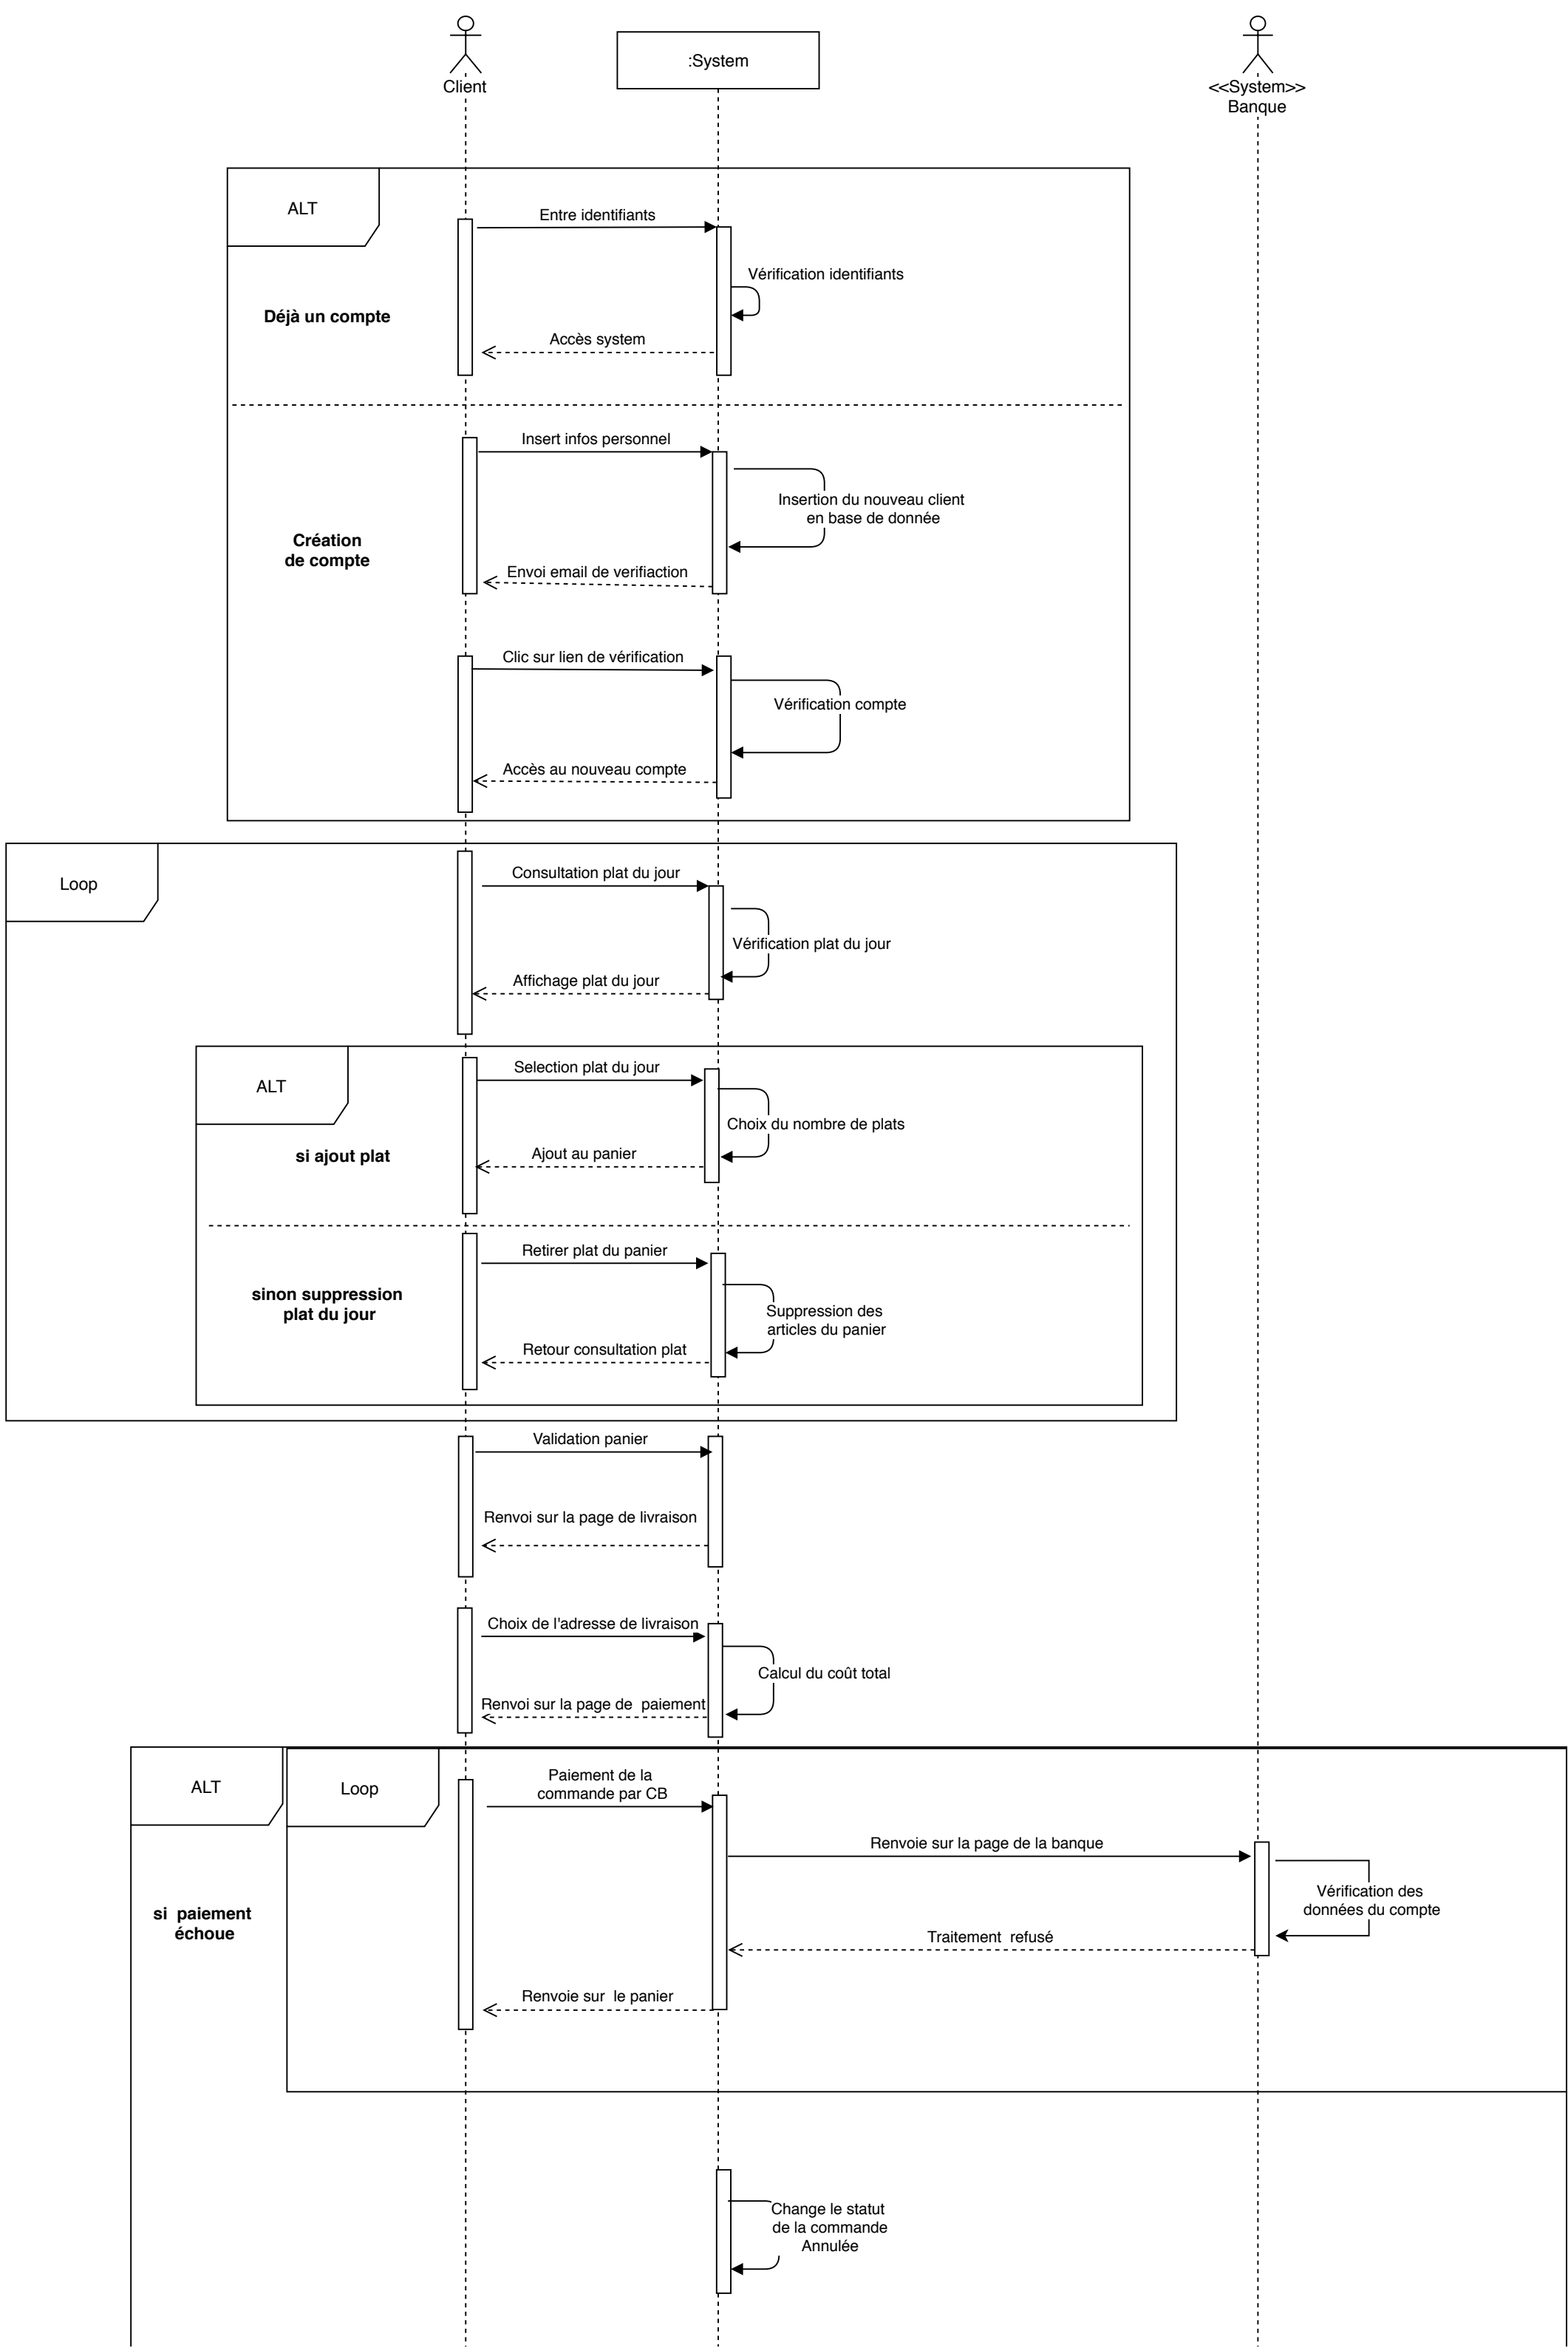 Client
:System
<<System>>
Banque
ALT
Entre identifiants
Vérification identifiants
Déjà un compte
Accès system
Insert infos personnel
Insertion du nouveau client
en base de donnée
Création
de compte
Envoi email de verifiaction
Clic sur lien de vérification
Vérification compte
Accès au nouveau compte
Loop
Consultation plat du jour
Vérification plat du jour
Affichage plat du jour
ALT
Selection plat du jour
Choix du nombre de plats
si ajout plat
Ajout au panier
Retirer plat du panier
sinon suppression
plat du jour
Suppression des
articles du panier
Retour consultation plat
Validation panier
Renvoi sur la page de livraison
Choix de l'adresse de livraison
Calcul du coût total
Renvoi sur la page de  paiement
ALT
Loop
Paiement de la
commande par CB
Renvoie sur la page de la banque
Vérification des
données du compte
si  paiement
échoue
Traitement  refusé
Renvoie sur  le panier
Change le statut
de la commande
Annulée